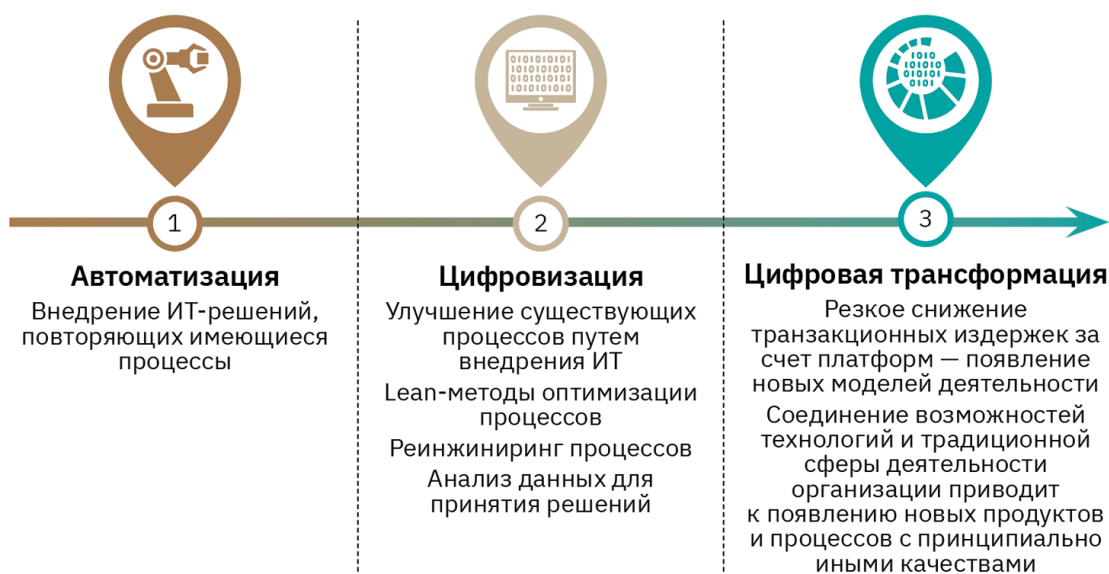 1
Автоматизация
Внедрение ИТ-решений,
повторяющих имеющиеся
процессы
2
Цифровизация
Улучшение существующих
процессов путем
внедрения ИТ
Lean-методы оптимизации
процессов
Реинжиниринг процессов
Анализ данных для
принятия решений
3
Цифровая трансформация
Резкое снижение
транзакционных издержек за
счет платформ — появление
новых моделей деятельности
Соединение возможностей
технологий и традиционной
сферы деятельности
организации приводит
к появлению новых продуктов
и процессов с принципиально
иными качествами